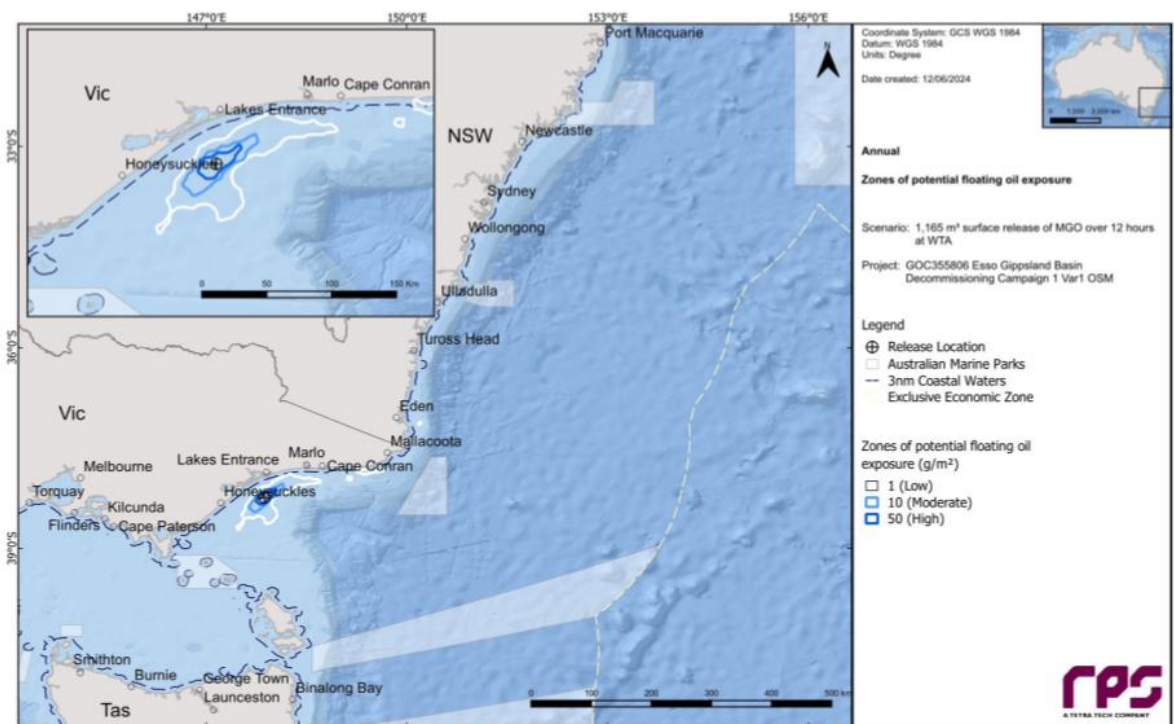 147°0'E 150°0'E 153°0'E 156°0'E
33°0'S
36°0'S
39°0'S
Vic
Marlo
Cape Conran
Lakes Entrance
Honeysuckles
0 50 100 150 Km
Port Macquarie
NSW
Newcastle
Sydney
Wollongong
Ulladulla
Tuross Head
Eden
Mallacoota
Vic
Melbourne
Lakes Entrance
Marlo
Cape Conran
Honeysuckles
Torquay
Kilcunda
Flinders
Cape Paterson
Smithton
Burnie
George Town
Launceston
Binalong Bay
Tas
0 100 200 300 400 500 km
N
Coordinate System: GCS WGS 1984
Datum: WGS 1984
Units: Degree
Date created: 12/06/2024
Annual
Zones of potential floating oil exposure
Scenario: 1,165 m³ surface release of MGO over 12 hours
at WTA
Project: GOC355806 Esso Gippsland Basin
Decommissioning Campaign 1 Var1 OSM
Legend
Release Location
Australian Marine Parks
3nm Coastal Waters
Exclusive Economic Zone
Zones of potential floating oil
exposure (g/m²)
1 (Low)
10 (Moderate)
50 (High)
rps
A TETRA TECH COMPANY